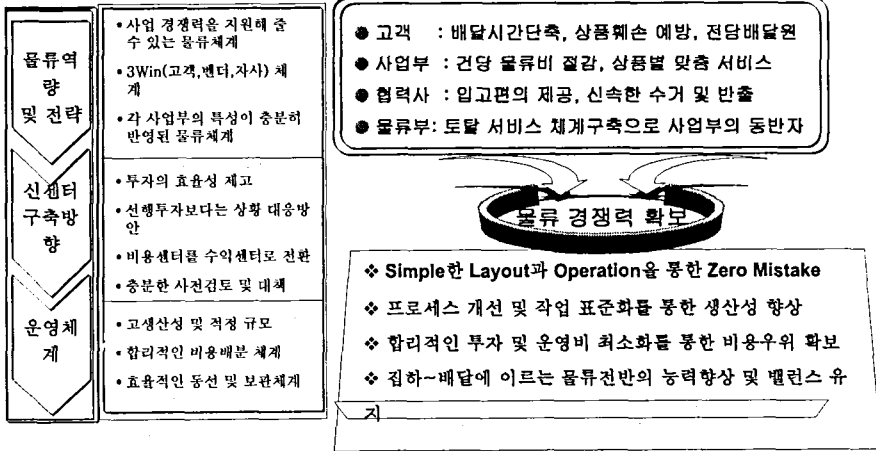 물류역
량
및 전략
• 사업 경쟁력을 지원해 줄
수 있는 물류체계
• 3Win(고객,벤더,자사) 체
계
• 각 사업부의 특성이 충분히
반영된 물류체계
신센터
구축방
향
• 투자의 효율성 제고
• 선행투자보다는 상황 대응방
안
• 비용센터를 수익센터로 전환
• 충분한 사전검토 및 대책
운영체
계
• 고생산성 및 적정 규모
• 합리적인 비용배분 체계
• 효율적인 동선 및 보관체계
● 고객 : 배달시간단축, 상품훼손 예방, 전담배달원
● 사업부 : 건당 물류비 절감, 상품별 맞춤 서비스
● 협력사 : 입고편의 제공, 신속한 수거 및 반출
● 물류부: 토탈 서비스 체계구축으로 사업부의 동반자
물류 경쟁력 확보
❖ Simple한 Layout과 Operation을 통한 Zero Mistake
❖ 프로세스 개선 및 작업 표준화를 통한 생산성 향상
❖ 합리적인 투자 및 운영비 최소화를 통한 비용우위 확보
❖ 집하~배달에 이르는 물류전반의 능력향상 및 밸런스 유
지